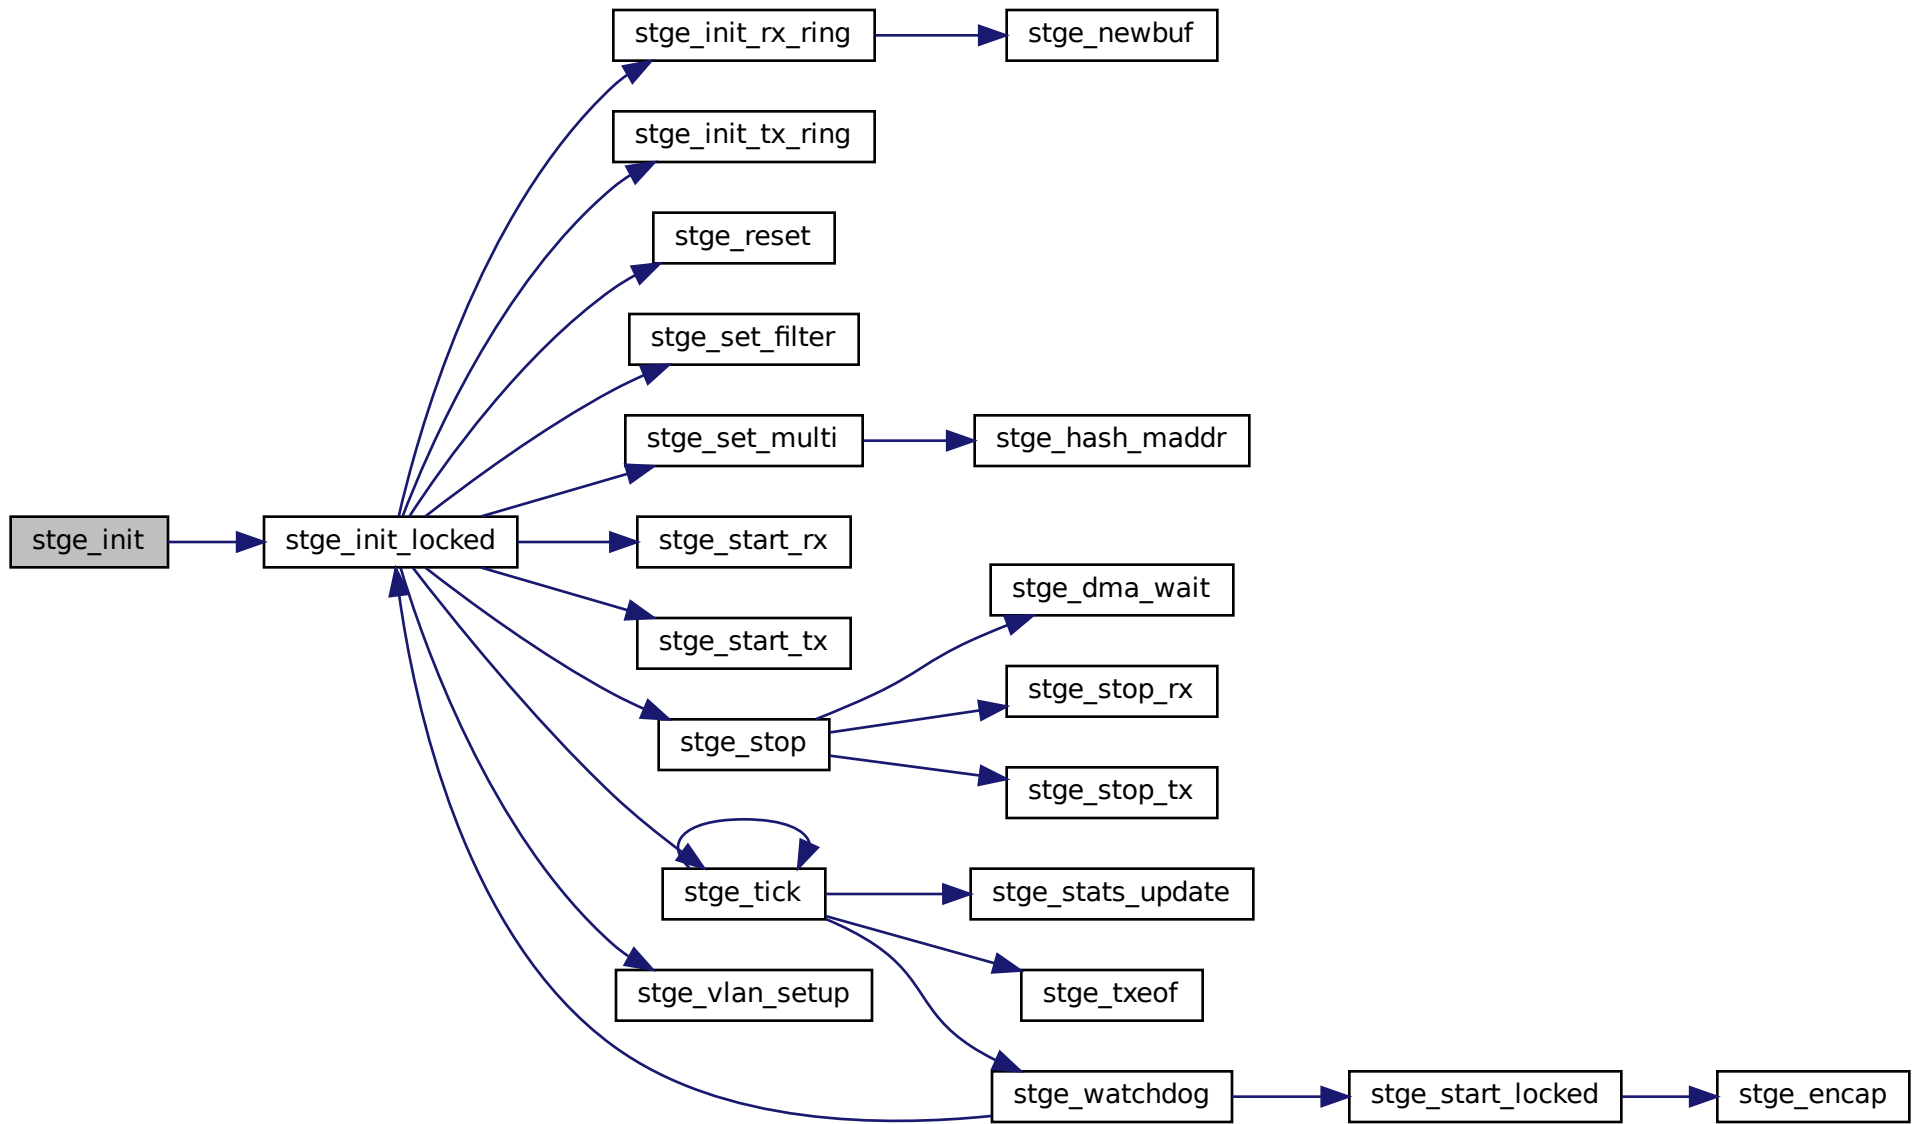 stge_init_rx_ring
stge_newbuf
stge_init_tx_ring
stge_reset
stge_set_filter
stge_set_multi
stge_hash_maddr
stge_init
stge_init_locked
stge_start_rx
stge_dma_wait
stge_start_tx
stge_stop_rx
stge_stop
stge_stop_tx
stge_tick
stge_stats_update
stge_vlan_setup
stge_txeof
stge_watchdog
stge_start_locked
stge_encap